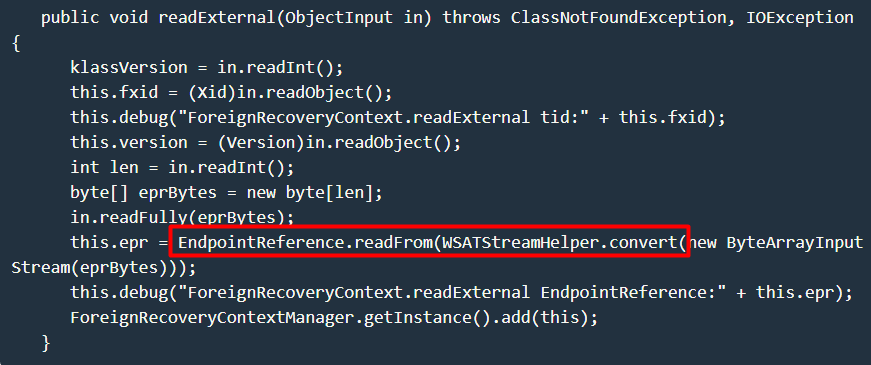 public void readExternal(ObjectInput in) throws ClassNotFoundException, IOException
{
klassVersion = in.readInt();
this.fxid = (Xid)in.readObject();
this.debug("ForeignRecoveryContext.readExternal tid:" + this.fxid);
this.version = (Version)in.readObject();
int len = in.readInt();
byte[] eprBytes = new byte[len];
in.readFully(eprBytes);
this.epr = EndpointReference.readFrom(WSATStreamHelper.convert(new ByteArrayInput
Stream(eprBytes)));
this.debug("ForeignRecoveryContext.readExternal EndpointReference:" + this.epr);
ForeignRecoveryContextManager.getInstance().add(this);
}